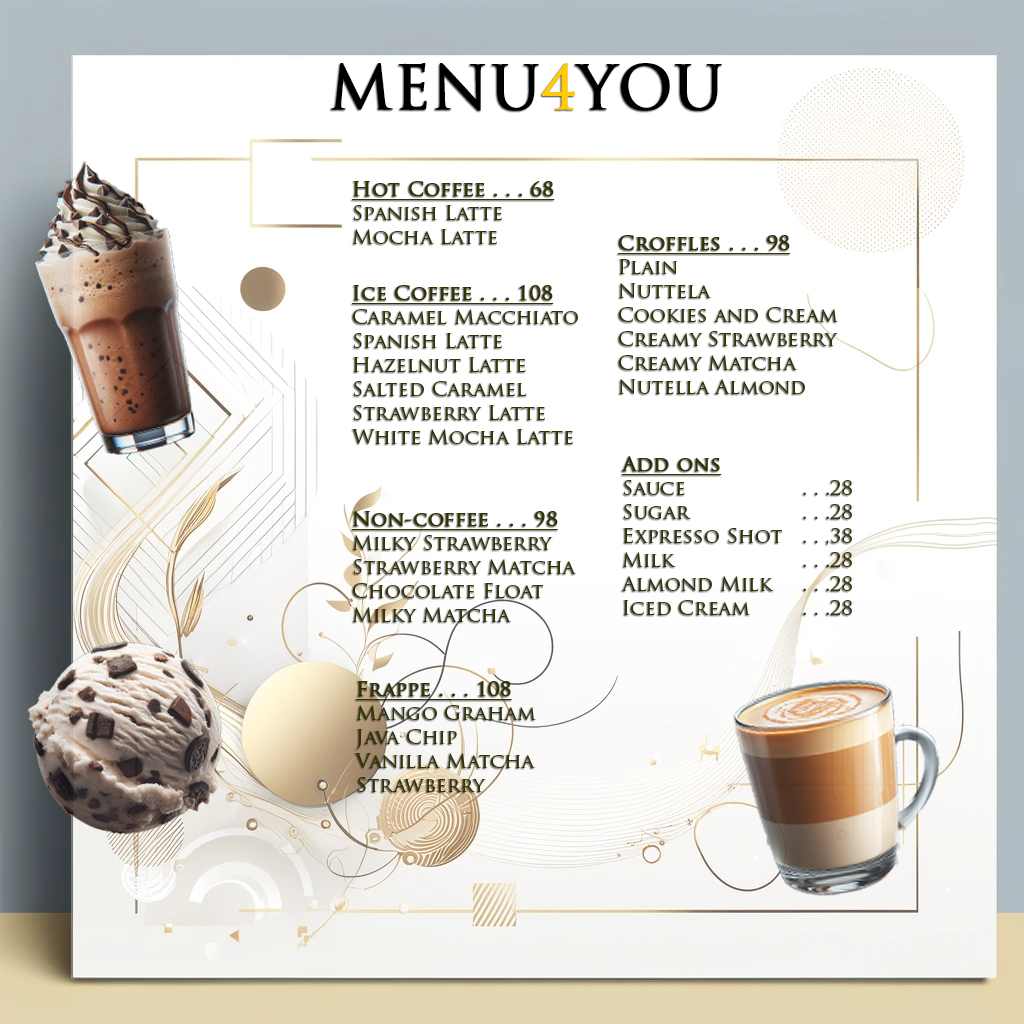 MENU4YOU
Hot Coffee . . . 68
Spanish Latte
Mocha Latte
Ice Coffee . . . 108
Caramel Macchiato
Spanish Latte
Hazelnut Latte
Salted Caramel
Strawberry Latte
White Mocha Latte
Non-coffee . . . 98
Milky Strawberry
Strawberry Matcha
Chocolate Float
Milky Matcha
Frappe . . . 108
Mango Graham
Java Chip
Vanilla Matcha
Strawberry
Croffles . . . 98
Plain
Nuttela
Cookies and Cream
Creamy Strawberry
Creamy Matcha
Nutella Almond
Add ons
Sauce . . .28
Sugar . . .28
Expresso Shot . . .38
Milk . . .28
Almond Milk . . .28
Iced Cream . . .28